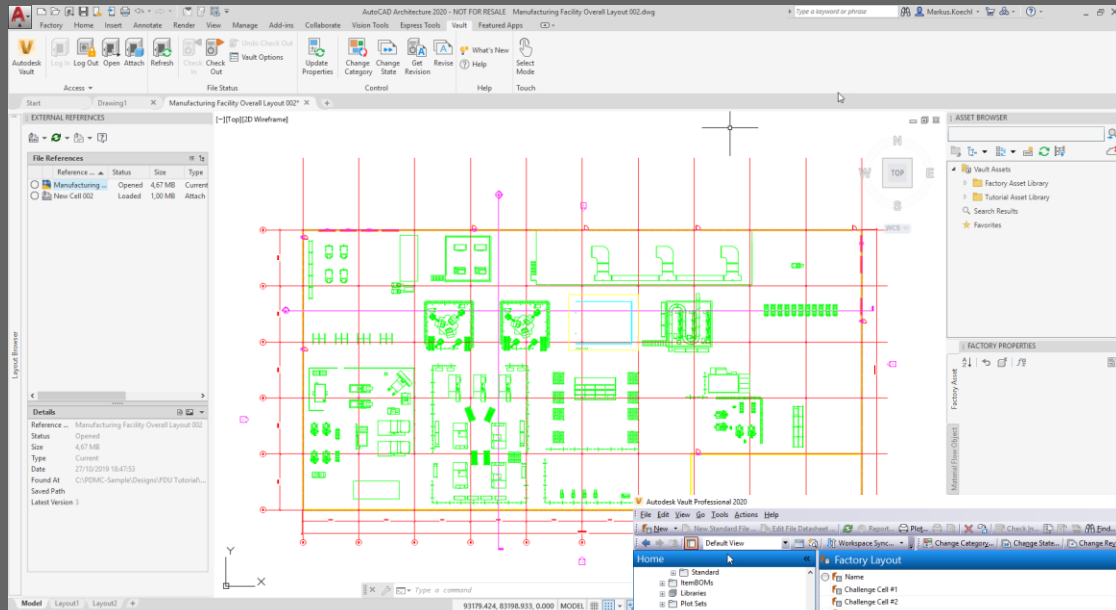 AutoCAD Architecture 2020 - NOT FOR RESALE Manufacturing Facility Overall Layout 002.dwg
Type a keyword or phrase
Markus.Koechl
Factory Home Insert Annotate Render View Manage Add-ins Collaborate Vision Tools Express Tools Vault Featured Apps
Autodesk Vault
Log In
Log Out
Open
Attach
Refresh
Check In
Check Out
Undo Check Out
Vault Options
Update Properties
Change Category
Change State
Get Revision
Revise
What's New
Help
Select Mode
Access
File Status
Control
Help
Touch
Start
Drawing1
Manufacturing Facility Overall Layout 002*
EXTERNAL REFERENCES
File References
Reference ... Status Size Type
Manufacturing ... Opened 4,67 MB Current
New Cell 002 Loaded 1,00 MB Attach
Layout Browser
Details
Reference ... Manufacturing Facility Overall Layout 002
Status Opened
Size 4,67 MB
Type Current
Date 27/10/2019 18:47:53
Found At C:\PDMC-Sample\Designs\FDU Tutorial\...
Saved Path
Latest Version 3
[−][Top][2D Wireframe]
N
W
TOP
E
S
WCS
Y
X
Type a command
Model Layout1 Layout2 +
93179.424, 83198.933, 0.000 MODEL
ASSET BROWSER
Vault Assets
Factory Asset Library
Tutorial Asset Library
Search Results
Favorites
FACTORY PROPERTIES
Factory Asset
Material Flow Object
Autodesk Vault Professional 2020
File Edit View Go Tools Actions Help
New New Standard File ... Edit File Datasheet... Report... Plot... Check In... Find...
Default View Workspace Sync... Change Category... Change State... Change Rev
Home
Standard
ItemBOMs
Libraries
Plot Sets
Factory Layout
Name
Challenge Cell #1
Challenge Cell #2